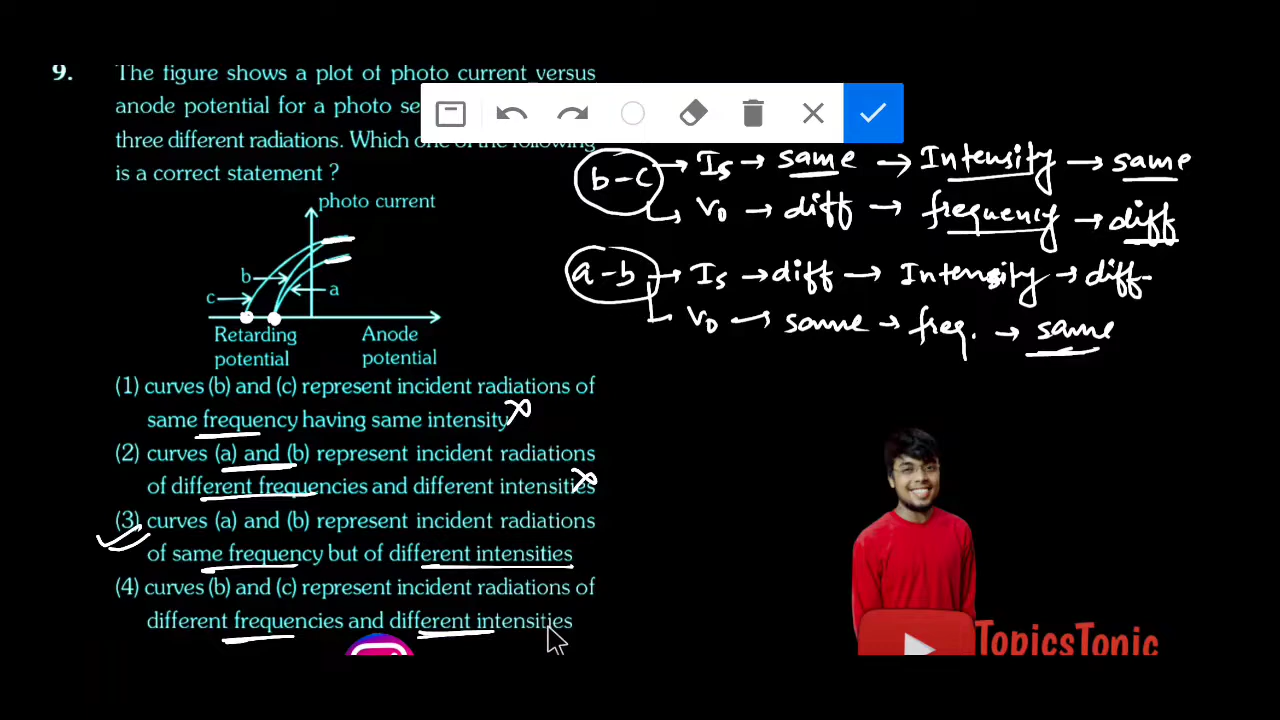 9. The figure shows a plot of photo current versus
anode potential for a photo se
three different radiations. Which one of the following
is a correct statement ?
photo current
b
c
a
Retarding potential
Anode potential
(1) curves (b) and (c) represent incident radiations of
same frequency having same intensity
(2) curves (a) and (b) represent incident radiations
of different frequencies and different intensities
(3) curves (a) and (b) represent incident radiations
of same frequency but of different intensities
(4) curves (b) and (c) represent incident radiations of
different frequencies and different intensities
b-c → Is → same → Intensity → same
V0 → diff → frequency → diff
a-b → Is → diff → Intensity → diff
V0 → same → freq. → same
TopicsTonic